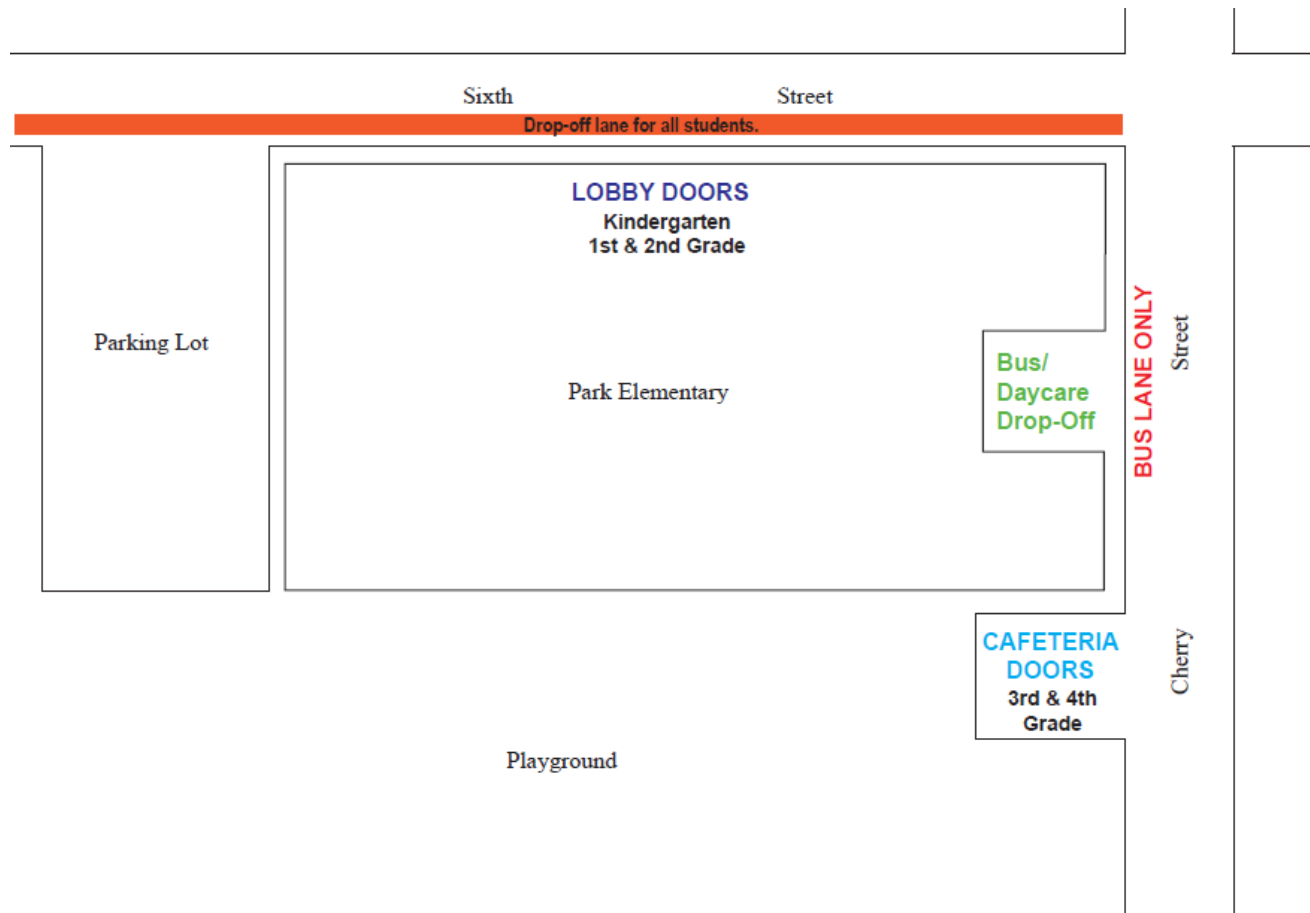 Sixth Street
Drop-off lane for all students.
LOBBY DOORS
Kindergarten
1st & 2nd Grade
Parking Lot
Park Elementary
Bus/
Daycare
Drop-Off
BUS LANE ONLY
Cherry Street
CAFETERIA
DOORS
3rd & 4th
Grade
Playground